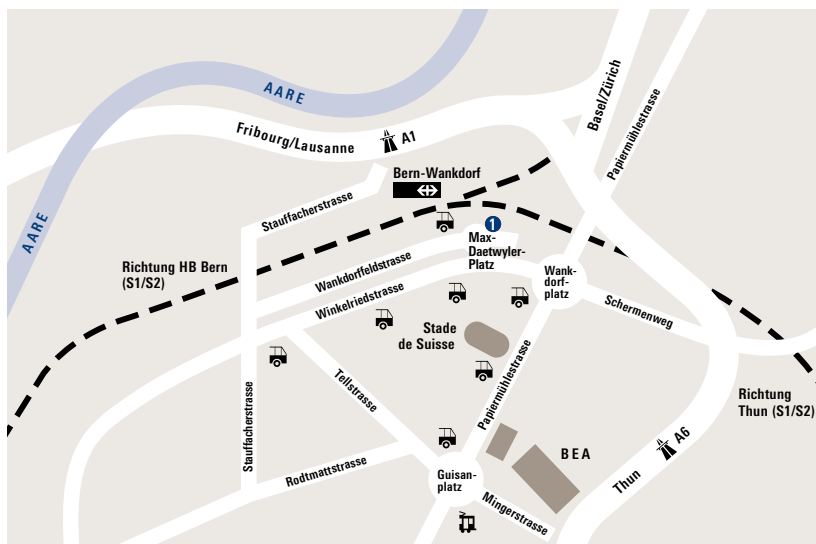 AARE
Basel/Zürich
Papiermühlestrasse
Fribourg/Lausanne
A1
Bern-Wankdorf
Stauffacherstrasse
AARE
1
Max-
Daetwyler-
Platz
Richtung HB Bern
(S1/S2)
Wankdorffeldstrasse
Wank-
dorf-
platz
Winkelriedstrasse
Schermenweg
Stade
de Suisse
Papiermühlestrasse
Tellstrasse
Richtung
Thun (S1/S2)
Stauffacherstrasse
A6
BEA
Rodtmattstrasse
Guisan-
platz
Thun
Mingerstrasse